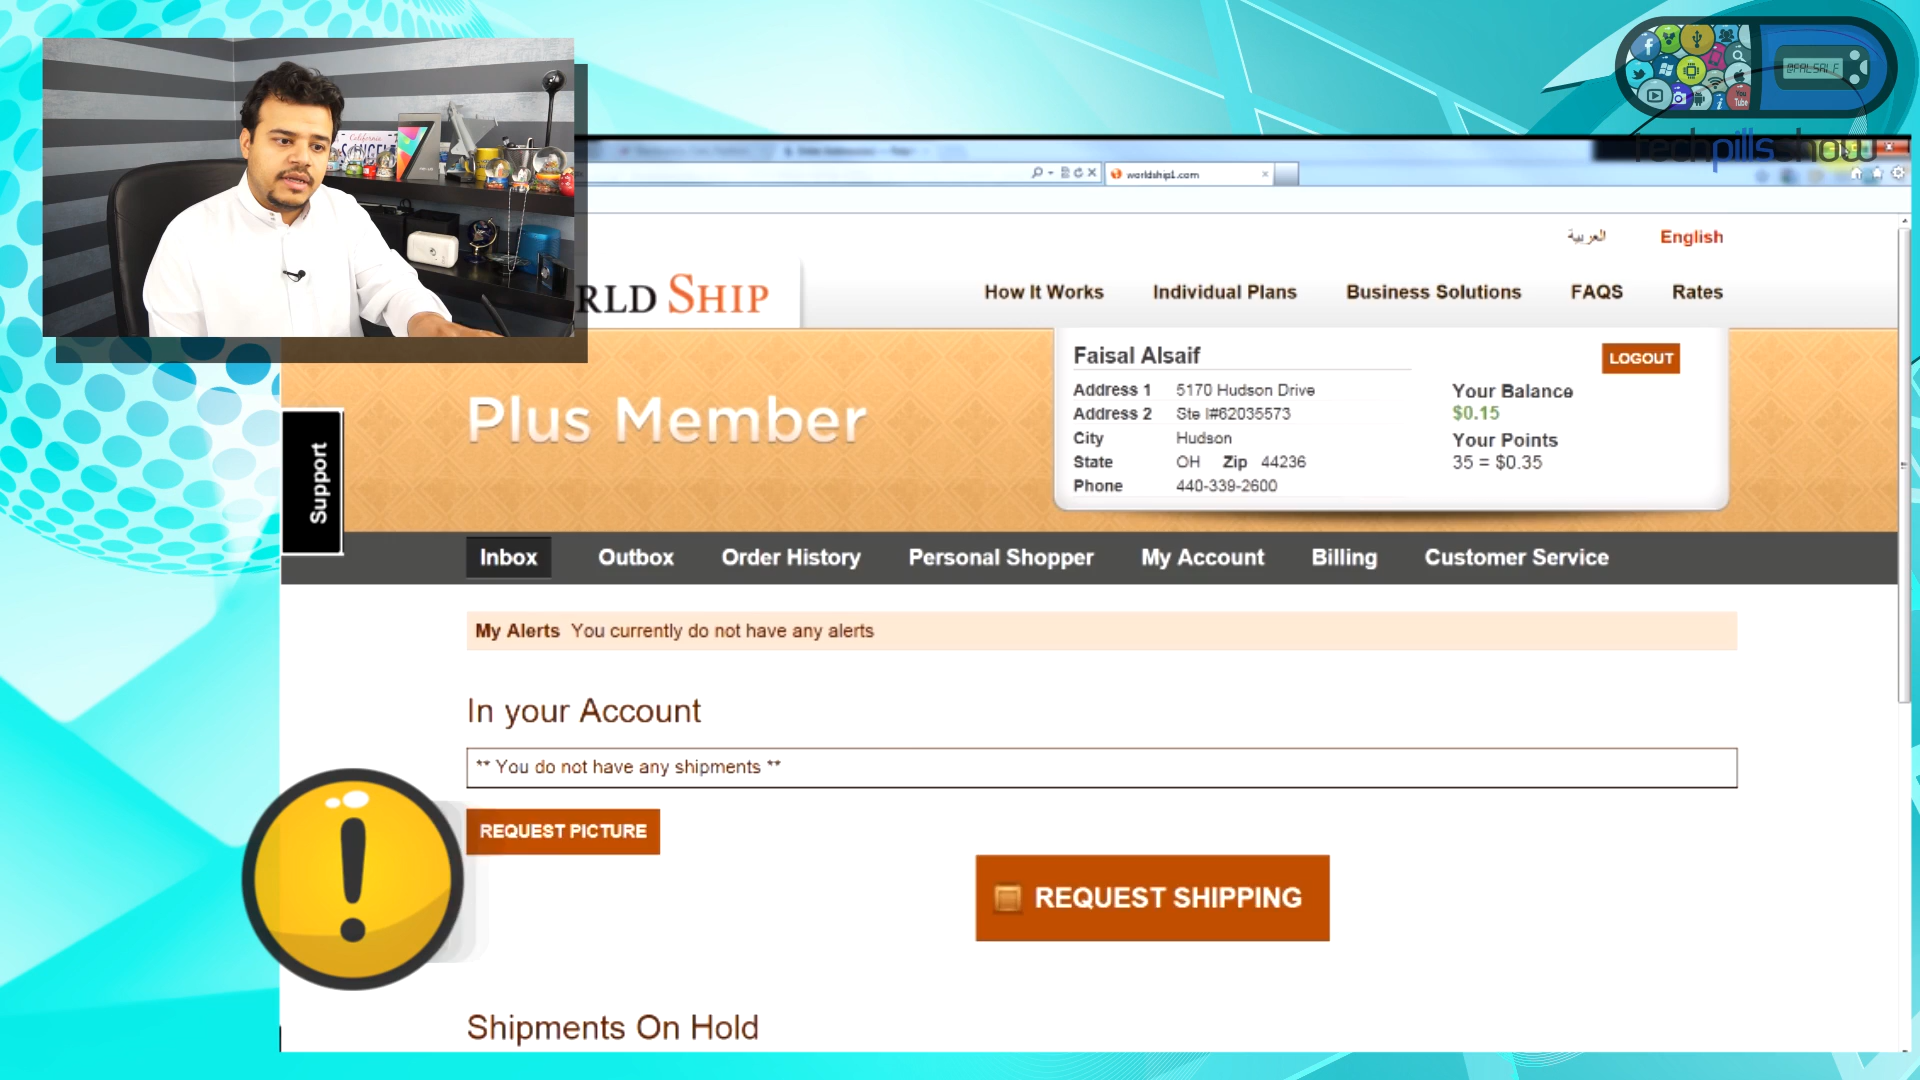 @FALSALF
techpillsshow
California
worldship1.com
العربية
English
RLD SHIP
How It Works
Individual Plans
Business Solutions
FAQS
Rates
Faisal Alsaif
LOGOUT
Address 1 5170 Hudson Drive
Address 2 Ste I#62035573
City Hudson
State OH Zip 44236
Phone 440-339-2600
Your Balance
$0.15
Your Points
35 = $0.35
Plus Member
Support
Inbox
Outbox
Order History
Personal Shopper
My Account
Billing
Customer Service
My Alerts You currently do not have any alerts
In your Account
** You do not have any shipments **
REQUEST PICTURE
REQUEST SHIPPING
Shipments On Hold